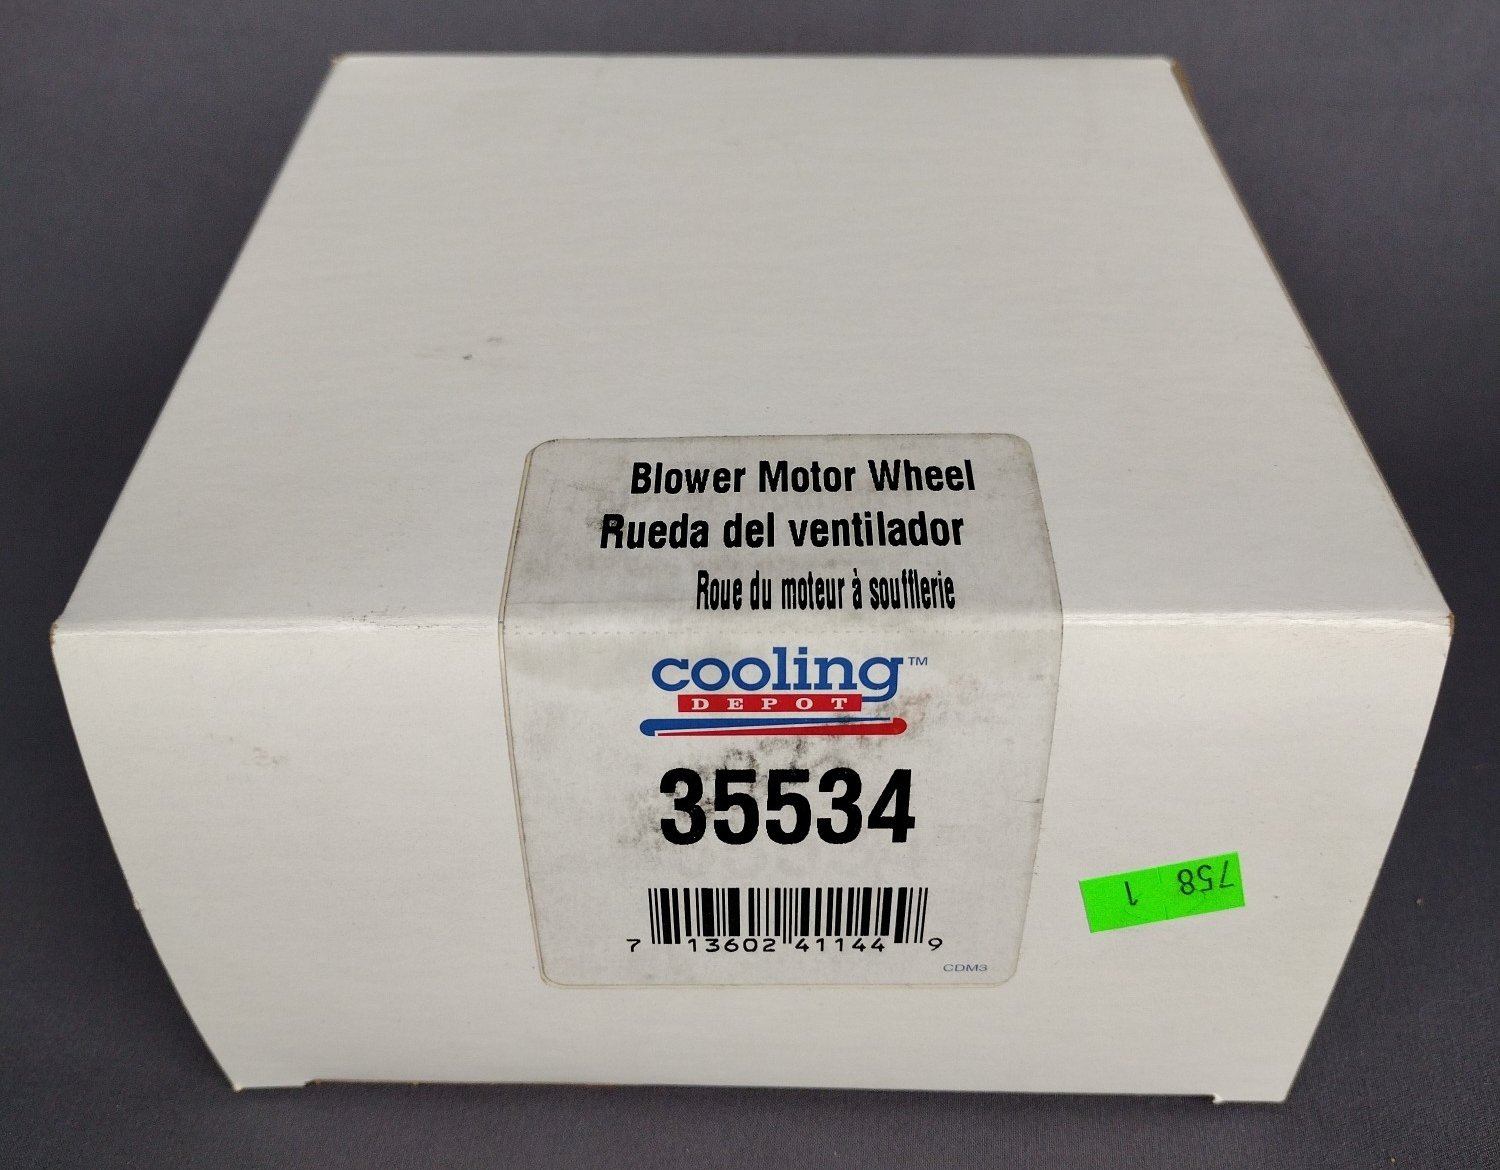 Blower Motor Wheel
Rueda del ventilador
Roue du moteur à soufflerie
cooling™
DEPOT
35534
7 13602 41144 9
CDM3
758 1